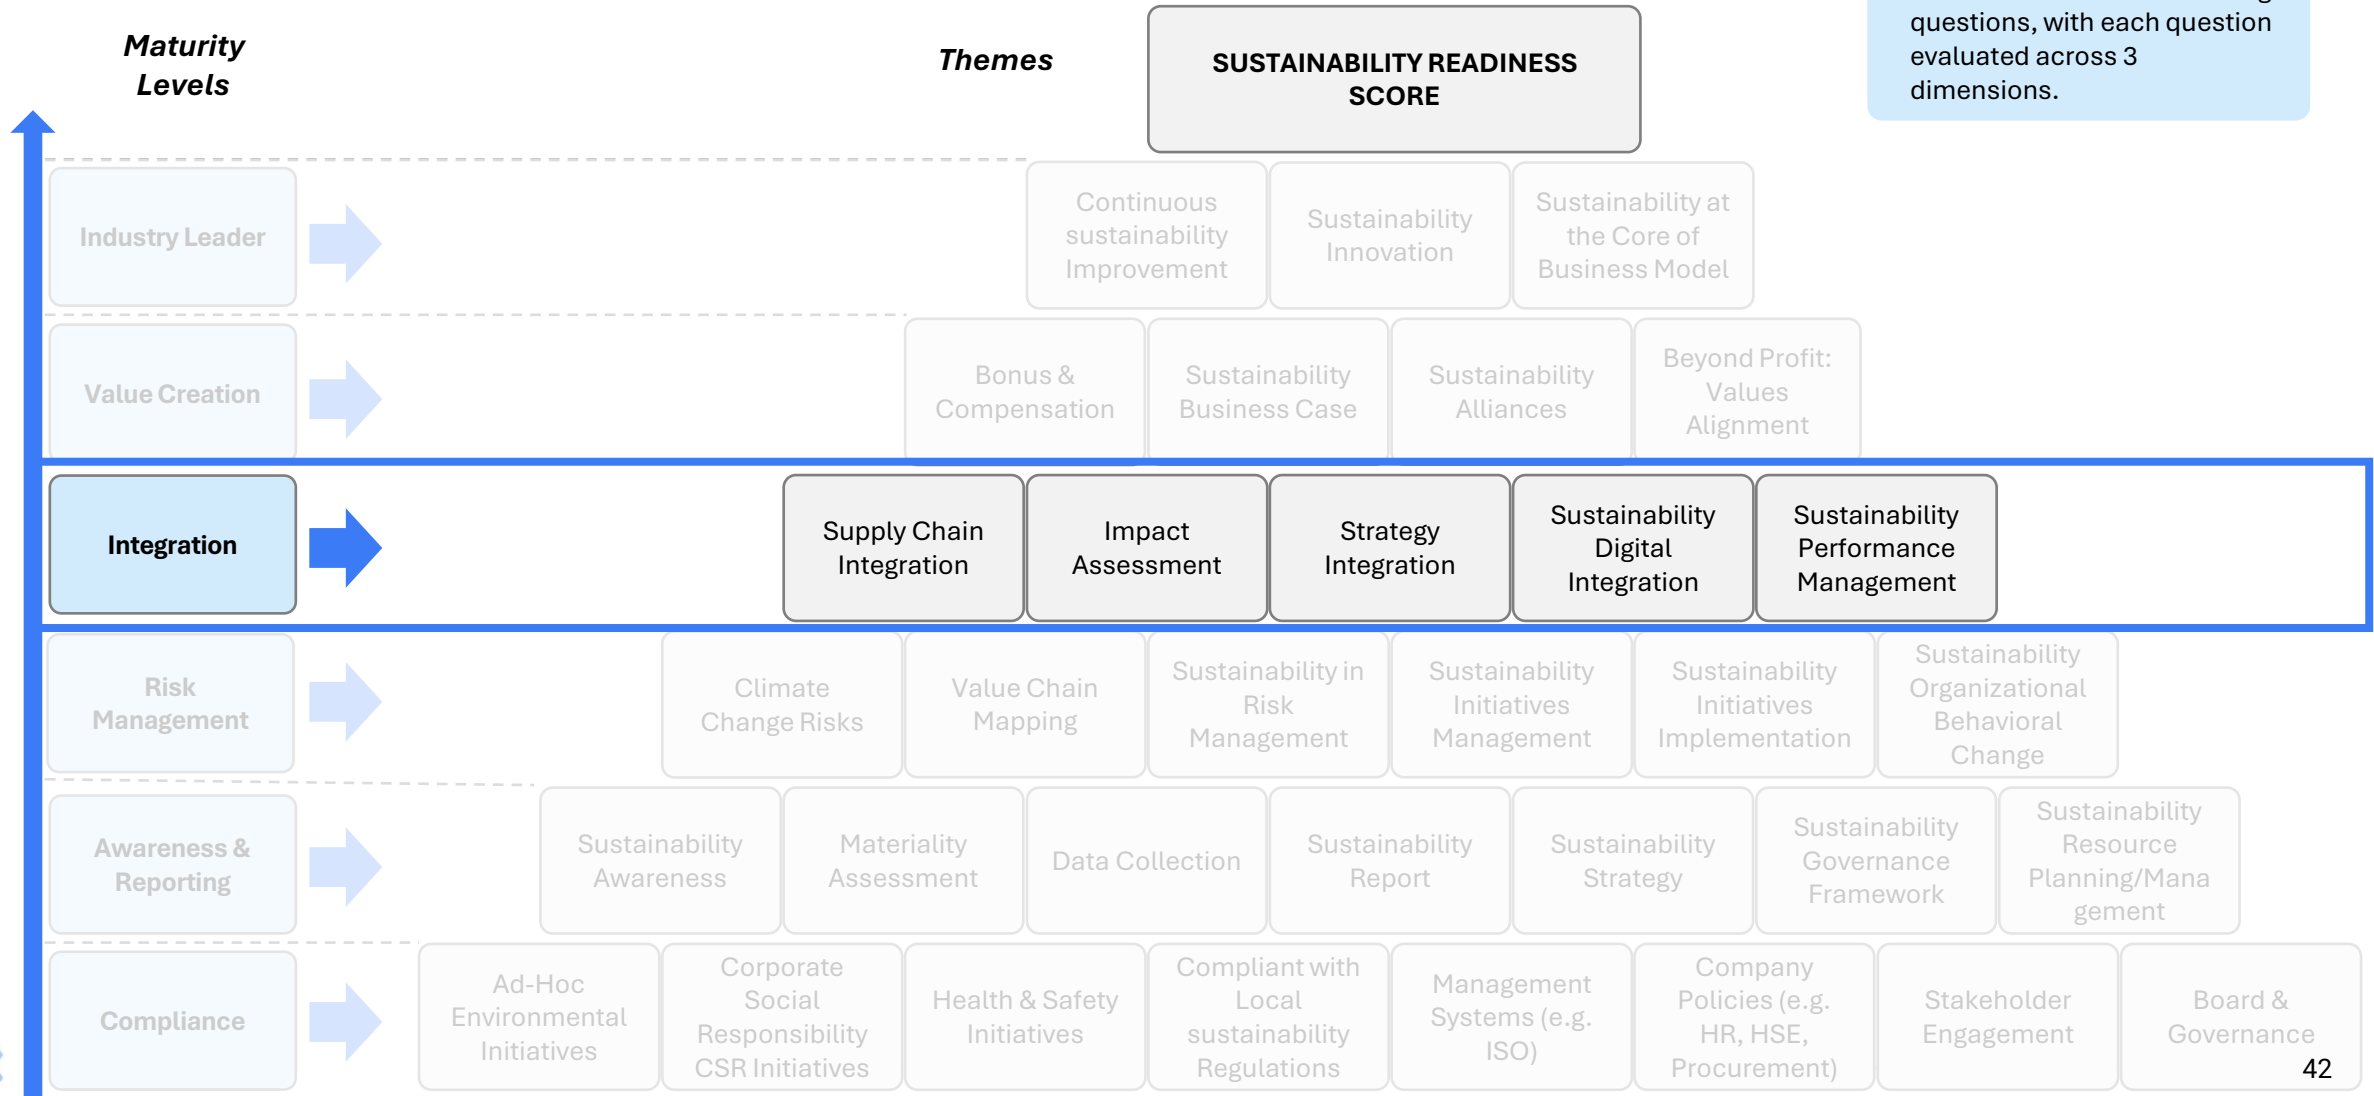 Maturity
Levels
Themes
SUSTAINABILITY READINESS
SCORE
questions, with each question
evaluated across 3
dimensions.
Industry Leader
Continuous
sustainability
Improvement
Sustainability
Innovation
Sustainability at
the Core of
Business Model
Value Creation
Bonus &
Compensation
Sustainability
Business Case
Sustainability
Alliances
Beyond Profit:
Values
Alignment
Integration
Supply Chain
Integration
Impact
Assessment
Strategy
Integration
Sustainability
Digital
Integration
Sustainability
Performance
Management
Risk
Management
Climate
Change Risks
Value Chain
Mapping
Sustainability in
Risk
Management
Sustainability
Initiatives
Management
Sustainability
Initiatives
Implementation
Sustainability
Organizational
Behavioral
Change
Awareness &
Reporting
Sustainability
Awareness
Materiality
Assessment
Data Collection
Sustainability
Report
Sustainability
Strategy
Sustainability
Governance
Framework
Sustainability
Resource
Planning/Mana
gement
Compliance
Ad-Hoc
Environmental
Initiatives
Corporate
Social
Responsibility
CSR Initiatives
Health & Safety
Initiatives
Compliant with
Local
sustainability
Regulations
Management
Systems (e.g.
ISO)
Company
Policies (e.g.
HR, HSE,
Procurement)
Stakeholder
Engagement
Board &
Governance
42